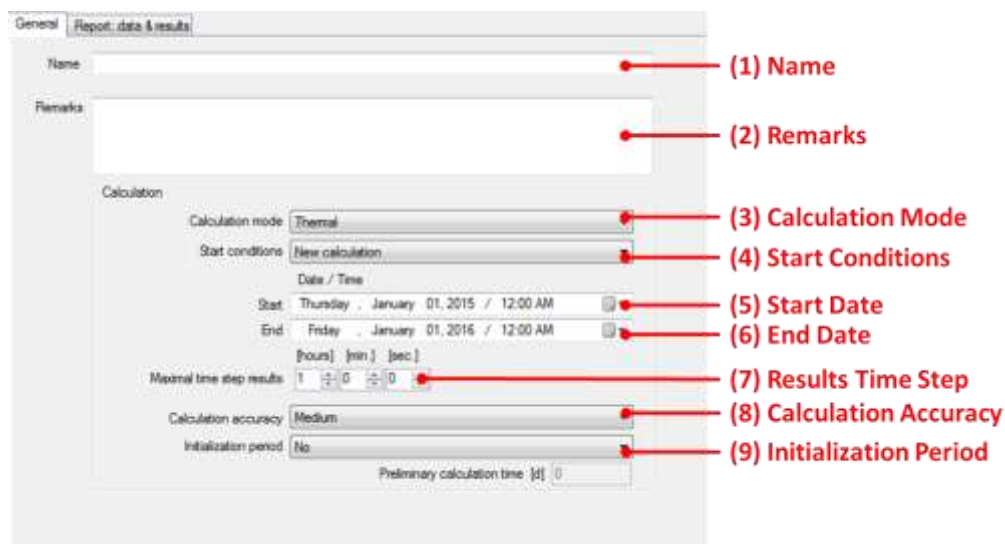 General Report: data & results
Name (1) Name
Remarks (2) Remarks
Calculation
Calculation mode Thermal (3) Calculation Mode
Start conditions New calculation (4) Start Conditions
Date / Time
Start Thursday , January 01, 2015 / 12:00 AM (5) Start Date
End Friday , January 01, 2016 / 12:00 AM (6) End Date
[hours] [min.] [sec.]
Maximal time step results 1 0 0 (7) Results Time Step
Calculation accuracy Medium (8) Calculation Accuracy
Initialization period No (9) Initialization Period
Preliminary calculation time [d] 0